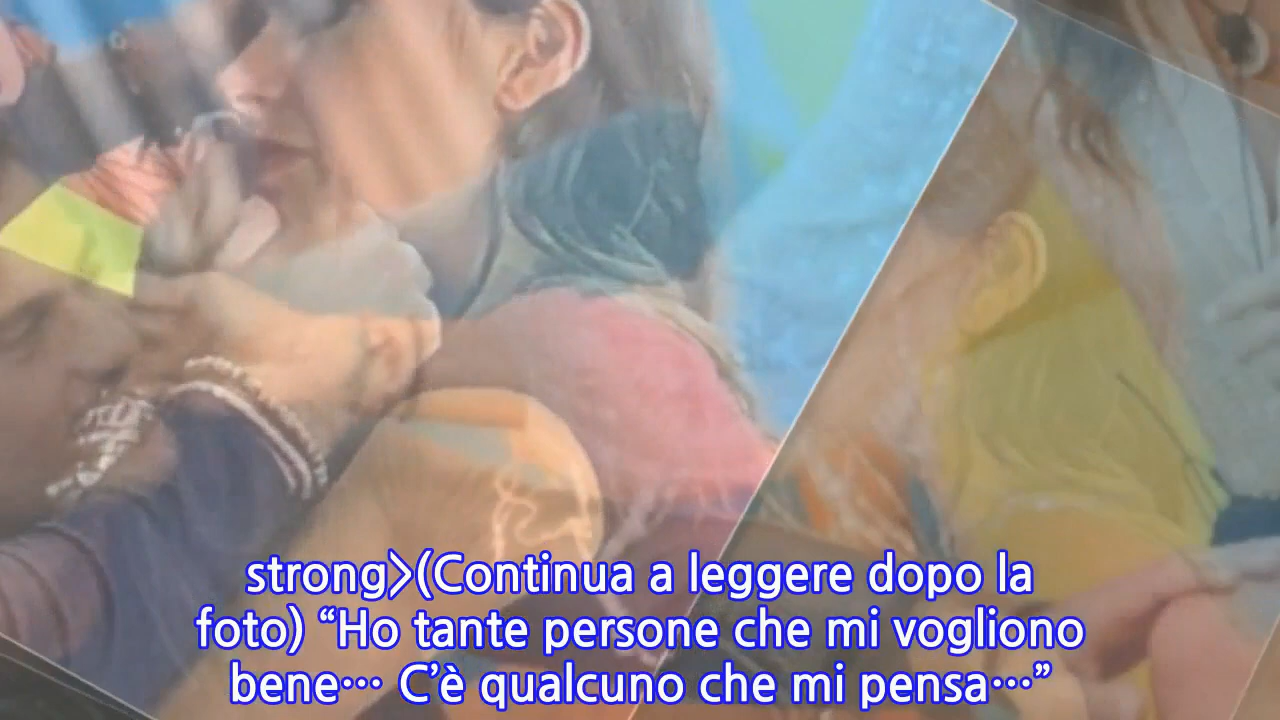 strong>(Continua a leggere dopo la
foto) “Ho tante persone che mi vogliono
bene… C’è qualcuno che mi pensa…”